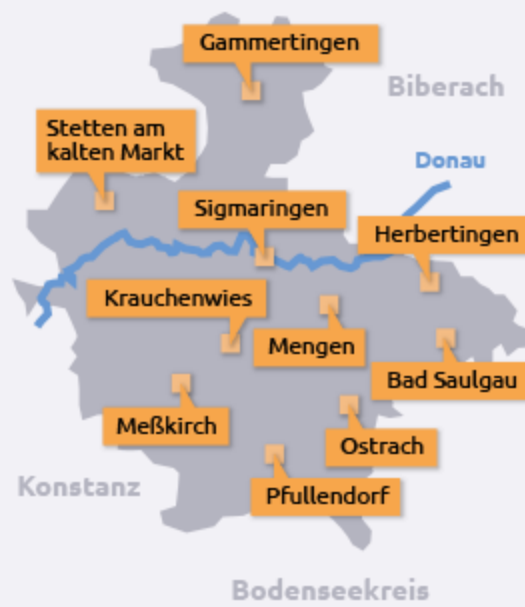 Gammertingen
Biberach
Stetten am
kalten Markt
Donau
Sigmaringen
Herbertingen
Krauchenwies
Mengen
Bad Saulgau
Meßkirch
Ostrach
Konstanz
Pfullendorf
Bodenseekreis